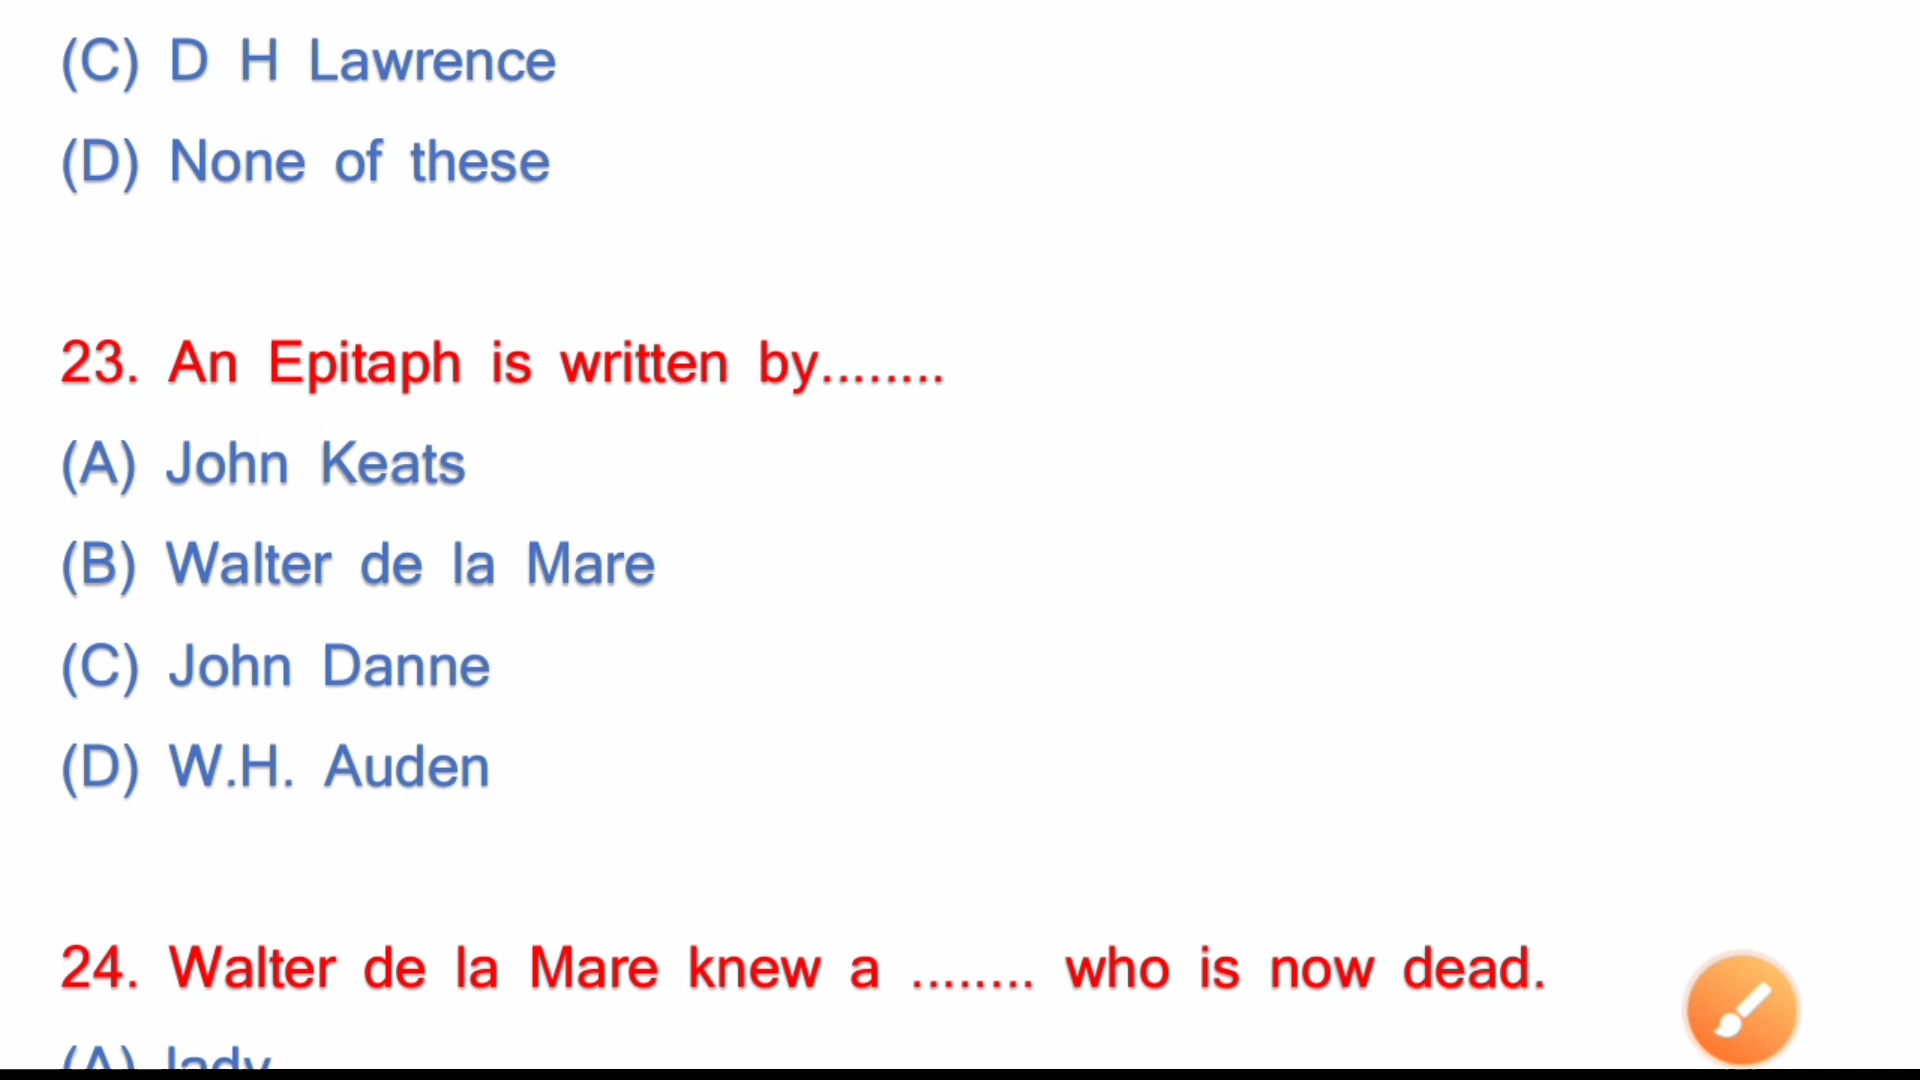 (C) D H Lawrence
(D) None of these
23. An Epitaph is written by........
(A) John Keats
(B) Walter de la Mare
(C) John Danne
(D) W.H. Auden
24. Walter de la Mare knew a ........ who is now dead.
(A) lady